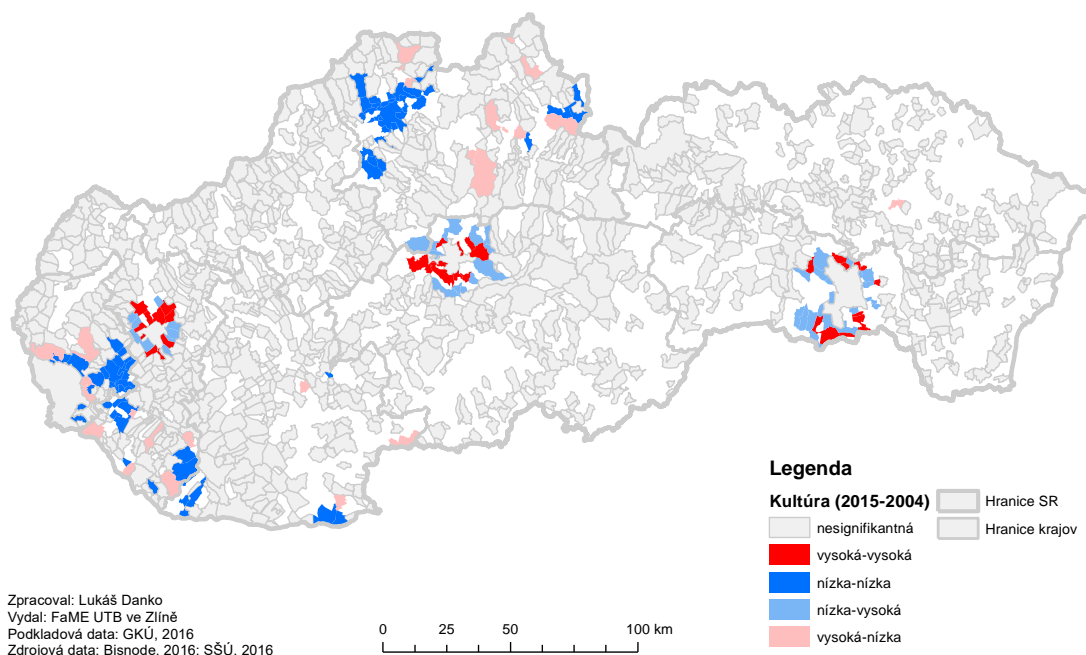 Legenda
Kultúra (2015-2004)
nesignifikantná
vysoká-vysoká
nízka-nízka
nízka-vysoká
vysoká-nízka
Hranice SR
Hranice krajov
Zpracoval: Lukáš Danko
Vydal: FaME UTB ve Zlíně
Podkladová data: GKÚ, 2016
Zdrojová data: Bisnode, 2016; SŠÚ, 2016
0 25 50 100 km